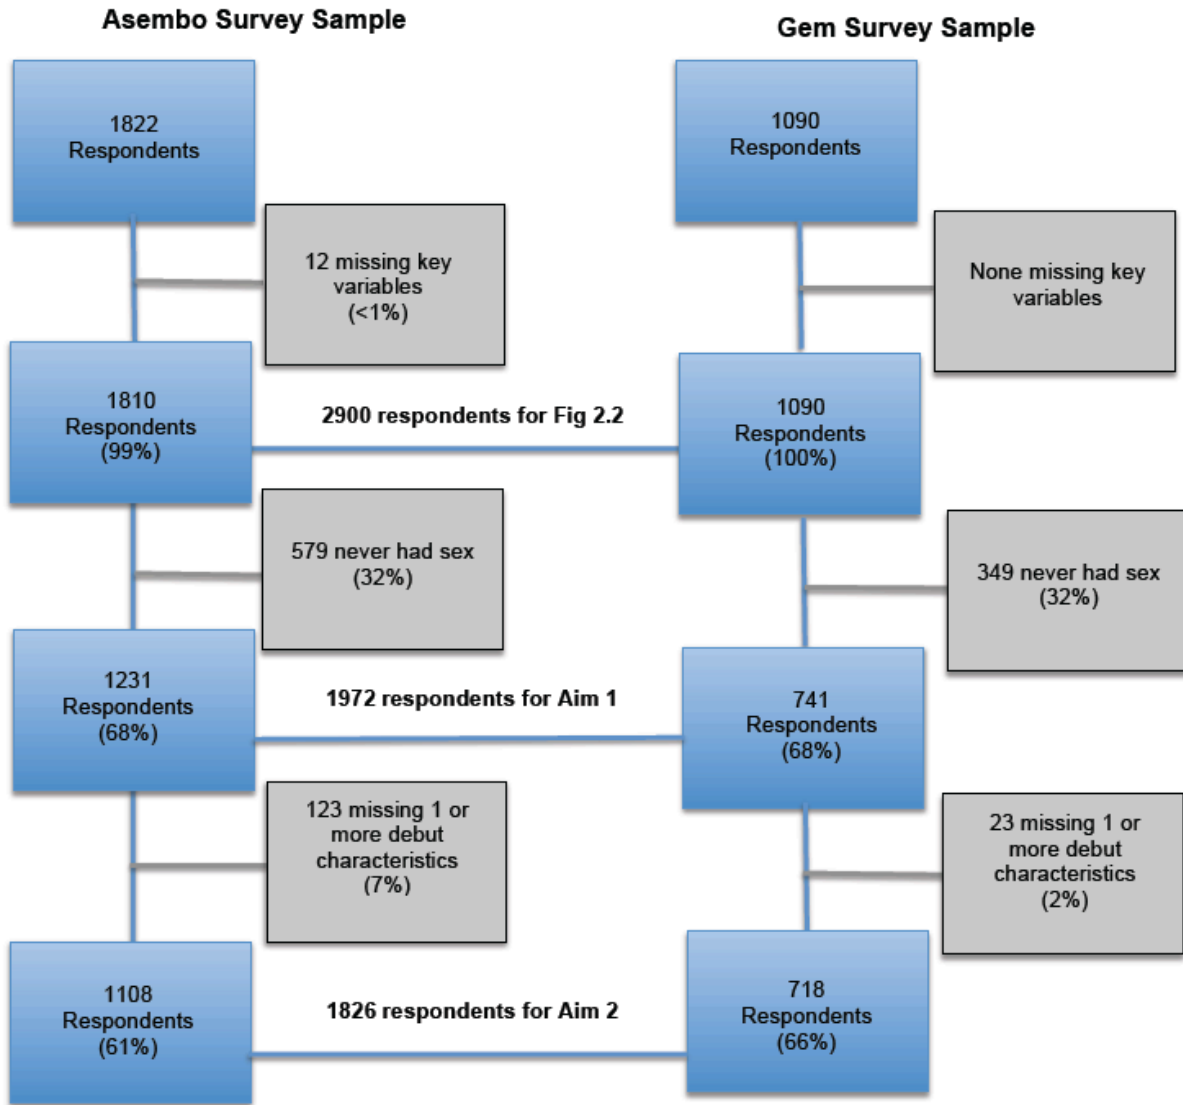 Asembo Survey Sample
Gem Survey Sample
1822
Respondents
1090
Respondents
12 missing key
variables
(<1%)
None missing key
variables
1810
Respondents
(99%)
2900 respondents for Fig 2.2
1090
Respondents
(100%)
579 never had sex
(32%)
349 never had sex
(32%)
1231
Respondents
(68%)
1972 respondents for Aim 1
741
Respondents
(68%)
123 missing 1 or
more debut
characteristics
(7%)
23 missing 1 or
more debut
characteristics
(2%)
1108
Respondents
(61%)
1826 respondents for Aim 2
718
Respondents
(66%)